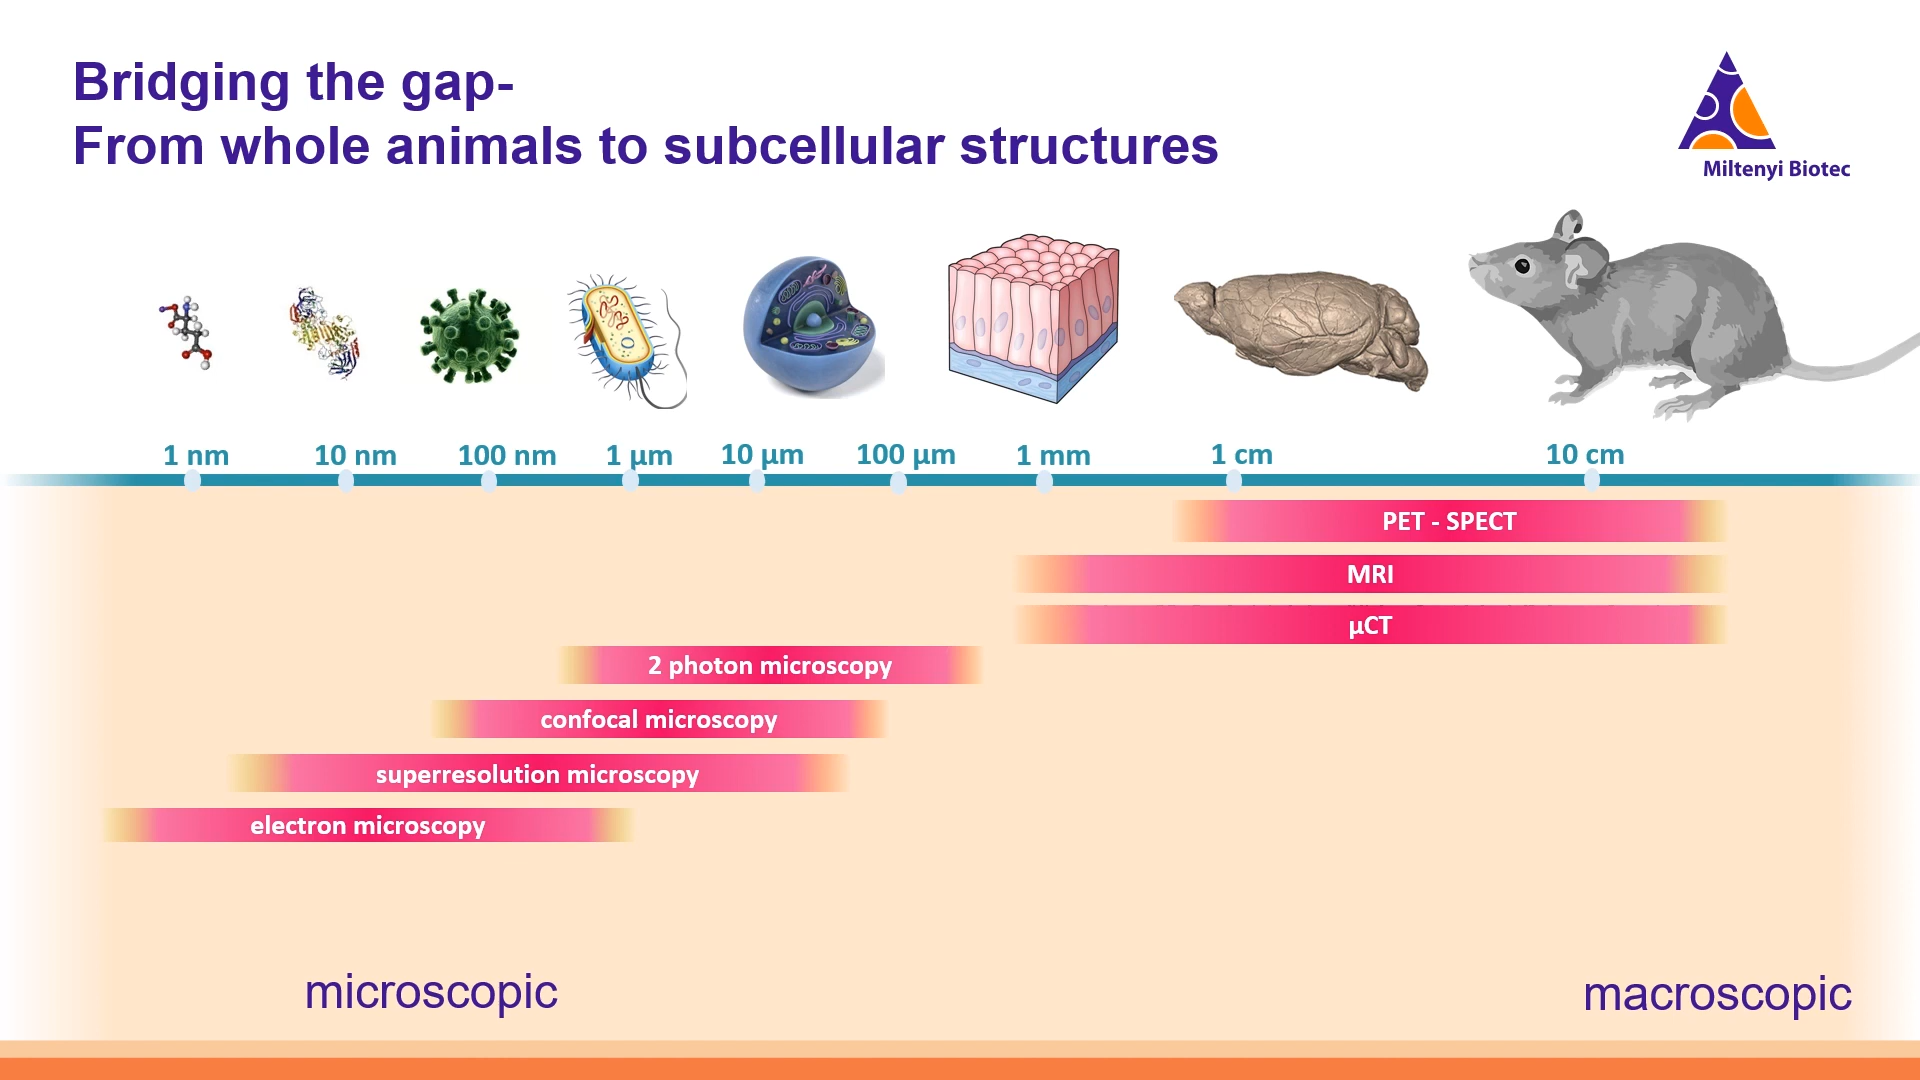 Bridging the gap-
From whole animals to subcellular structures
Miltenyi Biotec
1 nm
10 nm
100 nm
1 µm
10 µm
100 µm
1 mm
1 cm
10 cm
PET - SPECT
MRI
µCT
2 photon microscopy
confocal microscopy
superresolution microscopy
electron microscopy
microscopic
macroscopic